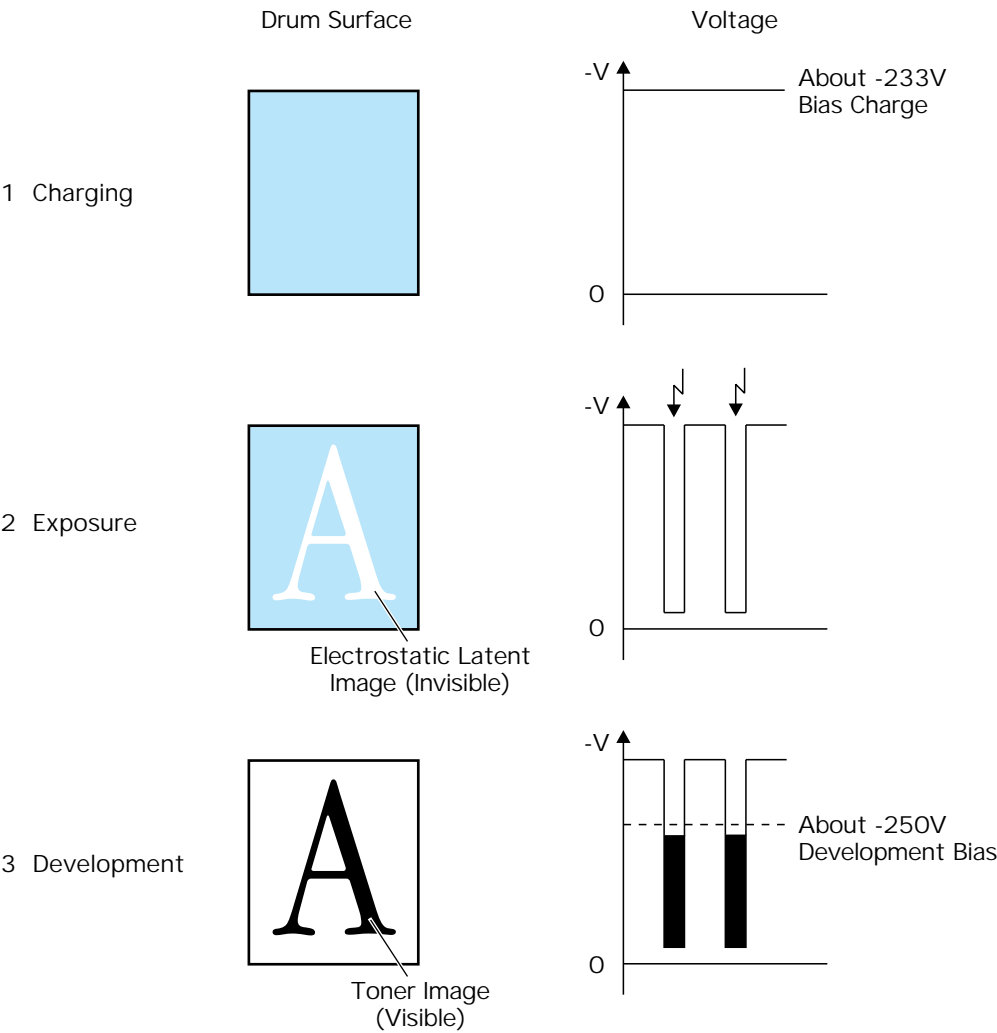 Drum Surface
Voltage
1 Charging
-V
About -233V
Bias Charge
0
2 Exposure
-V
0
Electrostatic Latent
Image (Invisible)
A
3 Development
-V
About -250V
Development Bias
0
A
Toner Image
(Visible)